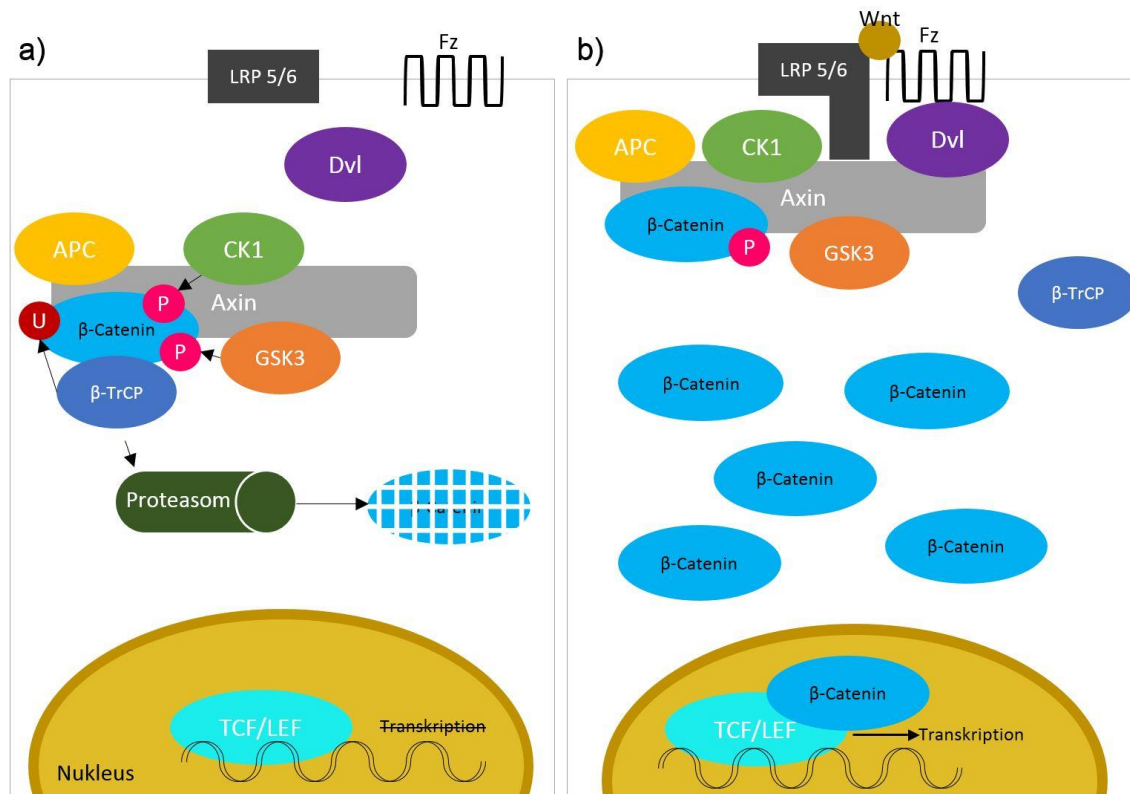 a)
LRP 5/6
Fz
Dvl
APC
CK1
Axin
P
U
β-Catenin
P
GSK3
β-TrCP
Proteasom
β-Catenin
TCF/LEF
Transkription
Nukleus
b)
Wnt
Fz
LRP 5/6
APC
CK1
Dvl
Axin
β-Catenin
P
GSK3
β-TrCP
β-Catenin
β-Catenin
β-Catenin
β-Catenin
β-Catenin
β-Catenin
TCF/LEF
Transkription